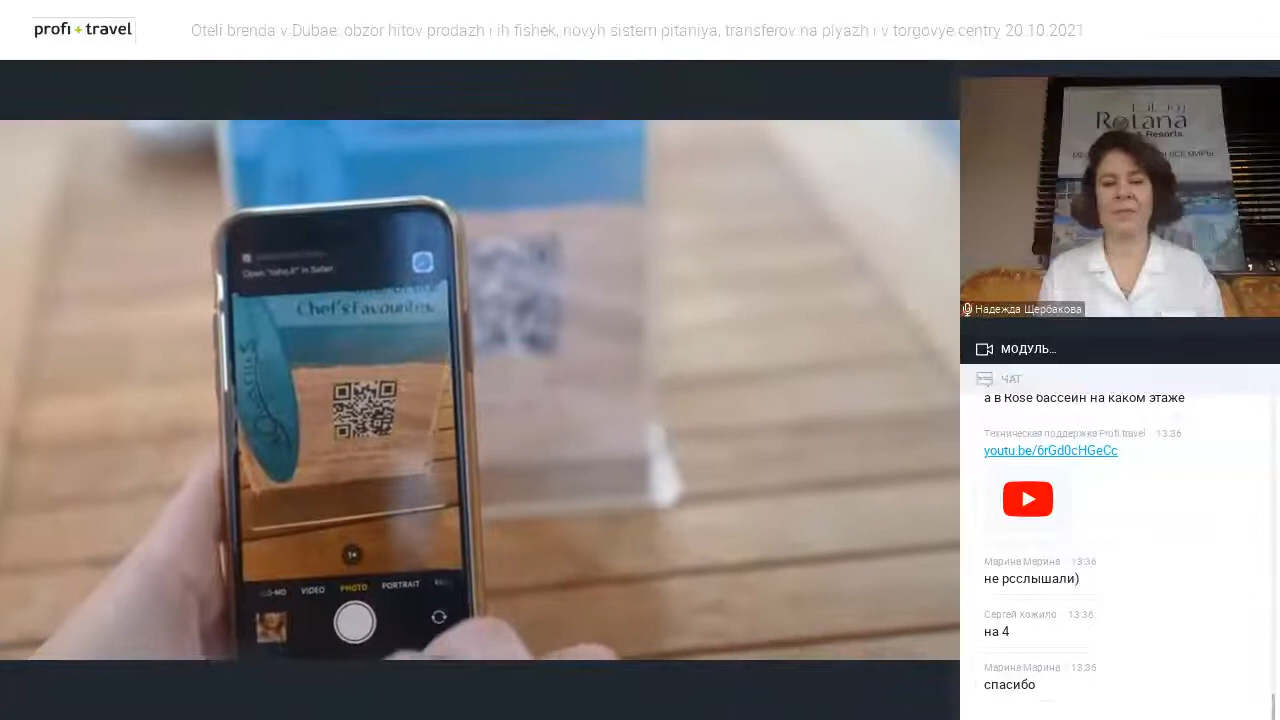 profi+travel
Oteli brenda v Dubae: obzor hitov prodazh i ih fishek, novyh sistem pitaniya, transferov na plyazh i v torgovye centry 20.10.2021
Rotana
& Resorts
Chef's Favourites
VIDEO PHOTO PORTRAIT
Надежда Щербакова
МОДУЛЬ...
ЧАТ
а в Rose бассейн на каком этаже
Техническая поддержка Profi.travel 13:36
youtu.be/6rGd0cHGeCc
Марина Марина 13:36
не рсслышали)
Сергей Хожило 13:36
на 4
Марина Марина 13:36
спасибо